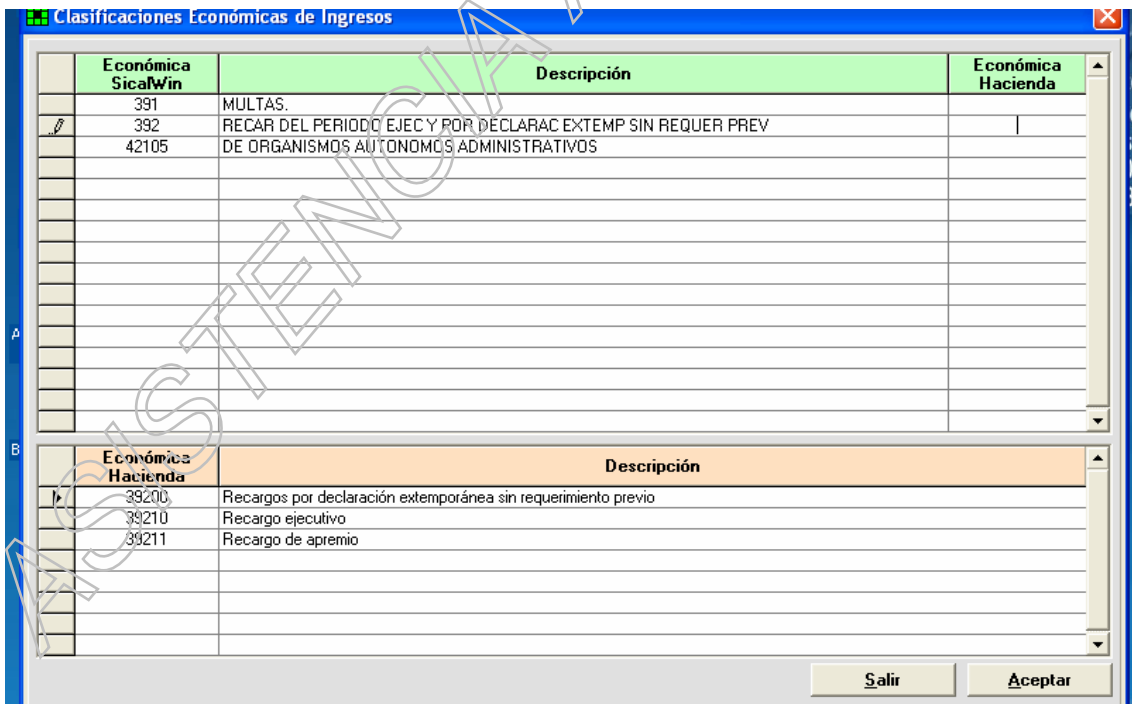 Clasificaciones Económicas de Ingresos
Económica SicalWin Descripción Económica Hacienda
391 MULTAS.
392 RECAR DEL PERIODO EJEC Y POR DECLARAC EXTEMP SIN REQUER PREV
42105 DE ORGANISMOS AUTONOMOS ADMINISTRATIVOS
A
B
Económica Hacienda Descripción
39200 Recargos por declaración extemporánea sin requerimiento previo
39210 Recargo ejecutivo
39211 Recargo de apremio
Salir Aceptar
ASISTENCIA